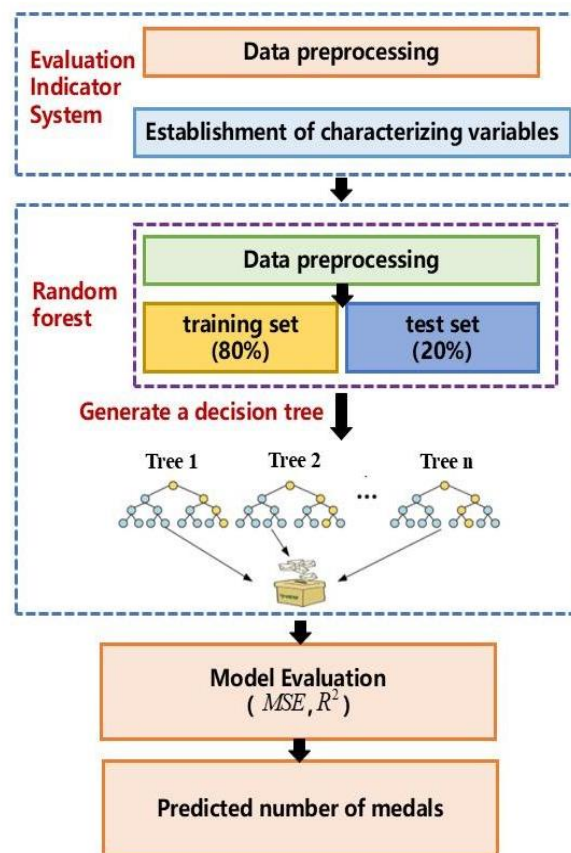 Evaluation
Indicator
System
Data preprocessing
Establishment of characterizing variables
Random
forest
Data preprocessing
training set
(80%)
test set
(20%)
Generate a decision tree
Tree 1
Tree 2
...
Tree n
Model Evaluation
( MSE, R² )
Predicted number of medals